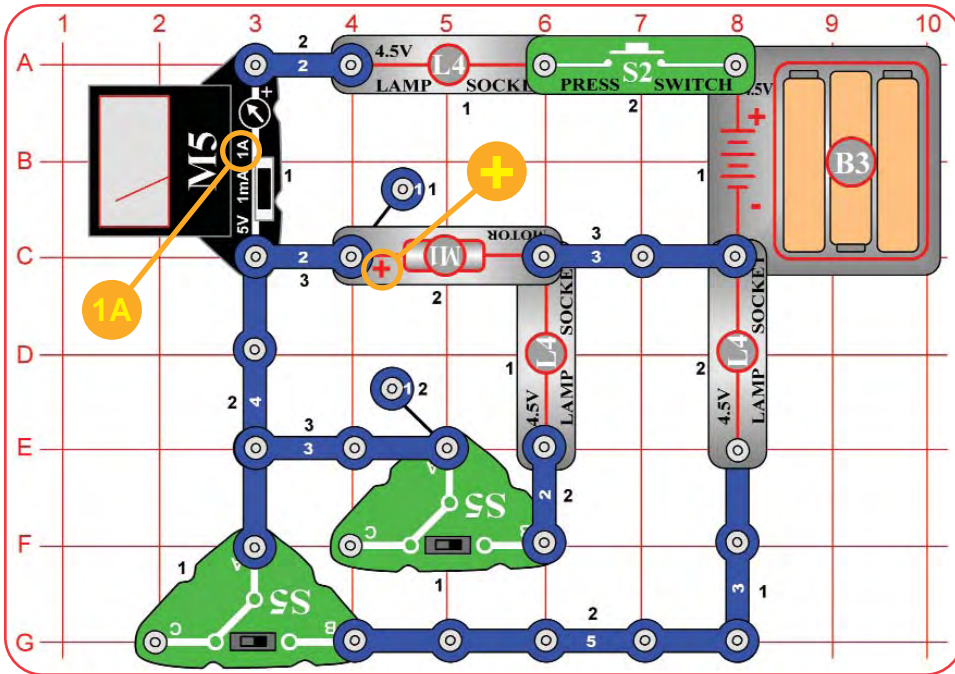 1 2 3 4 5 6 7 8 9 10
A
B
C
D
E
F
G
2
2
4.5V
L4
LAMP SOCKE
1
S2
PRESS SWITCH
2
4.5V
+
-
B3
1
M5
+
1A
1mA
5V
1
1A
1 1
+
MOTOR
M1
+
2
2
3
3
3
L4
4.5V
LAMP SOCKET
1
L4
4.5V
LAMP SOCKET
2
2
4
3
3
1 2
2
2
S5
A
B
C
1
S5
A
B
C
1
2
5
3
1